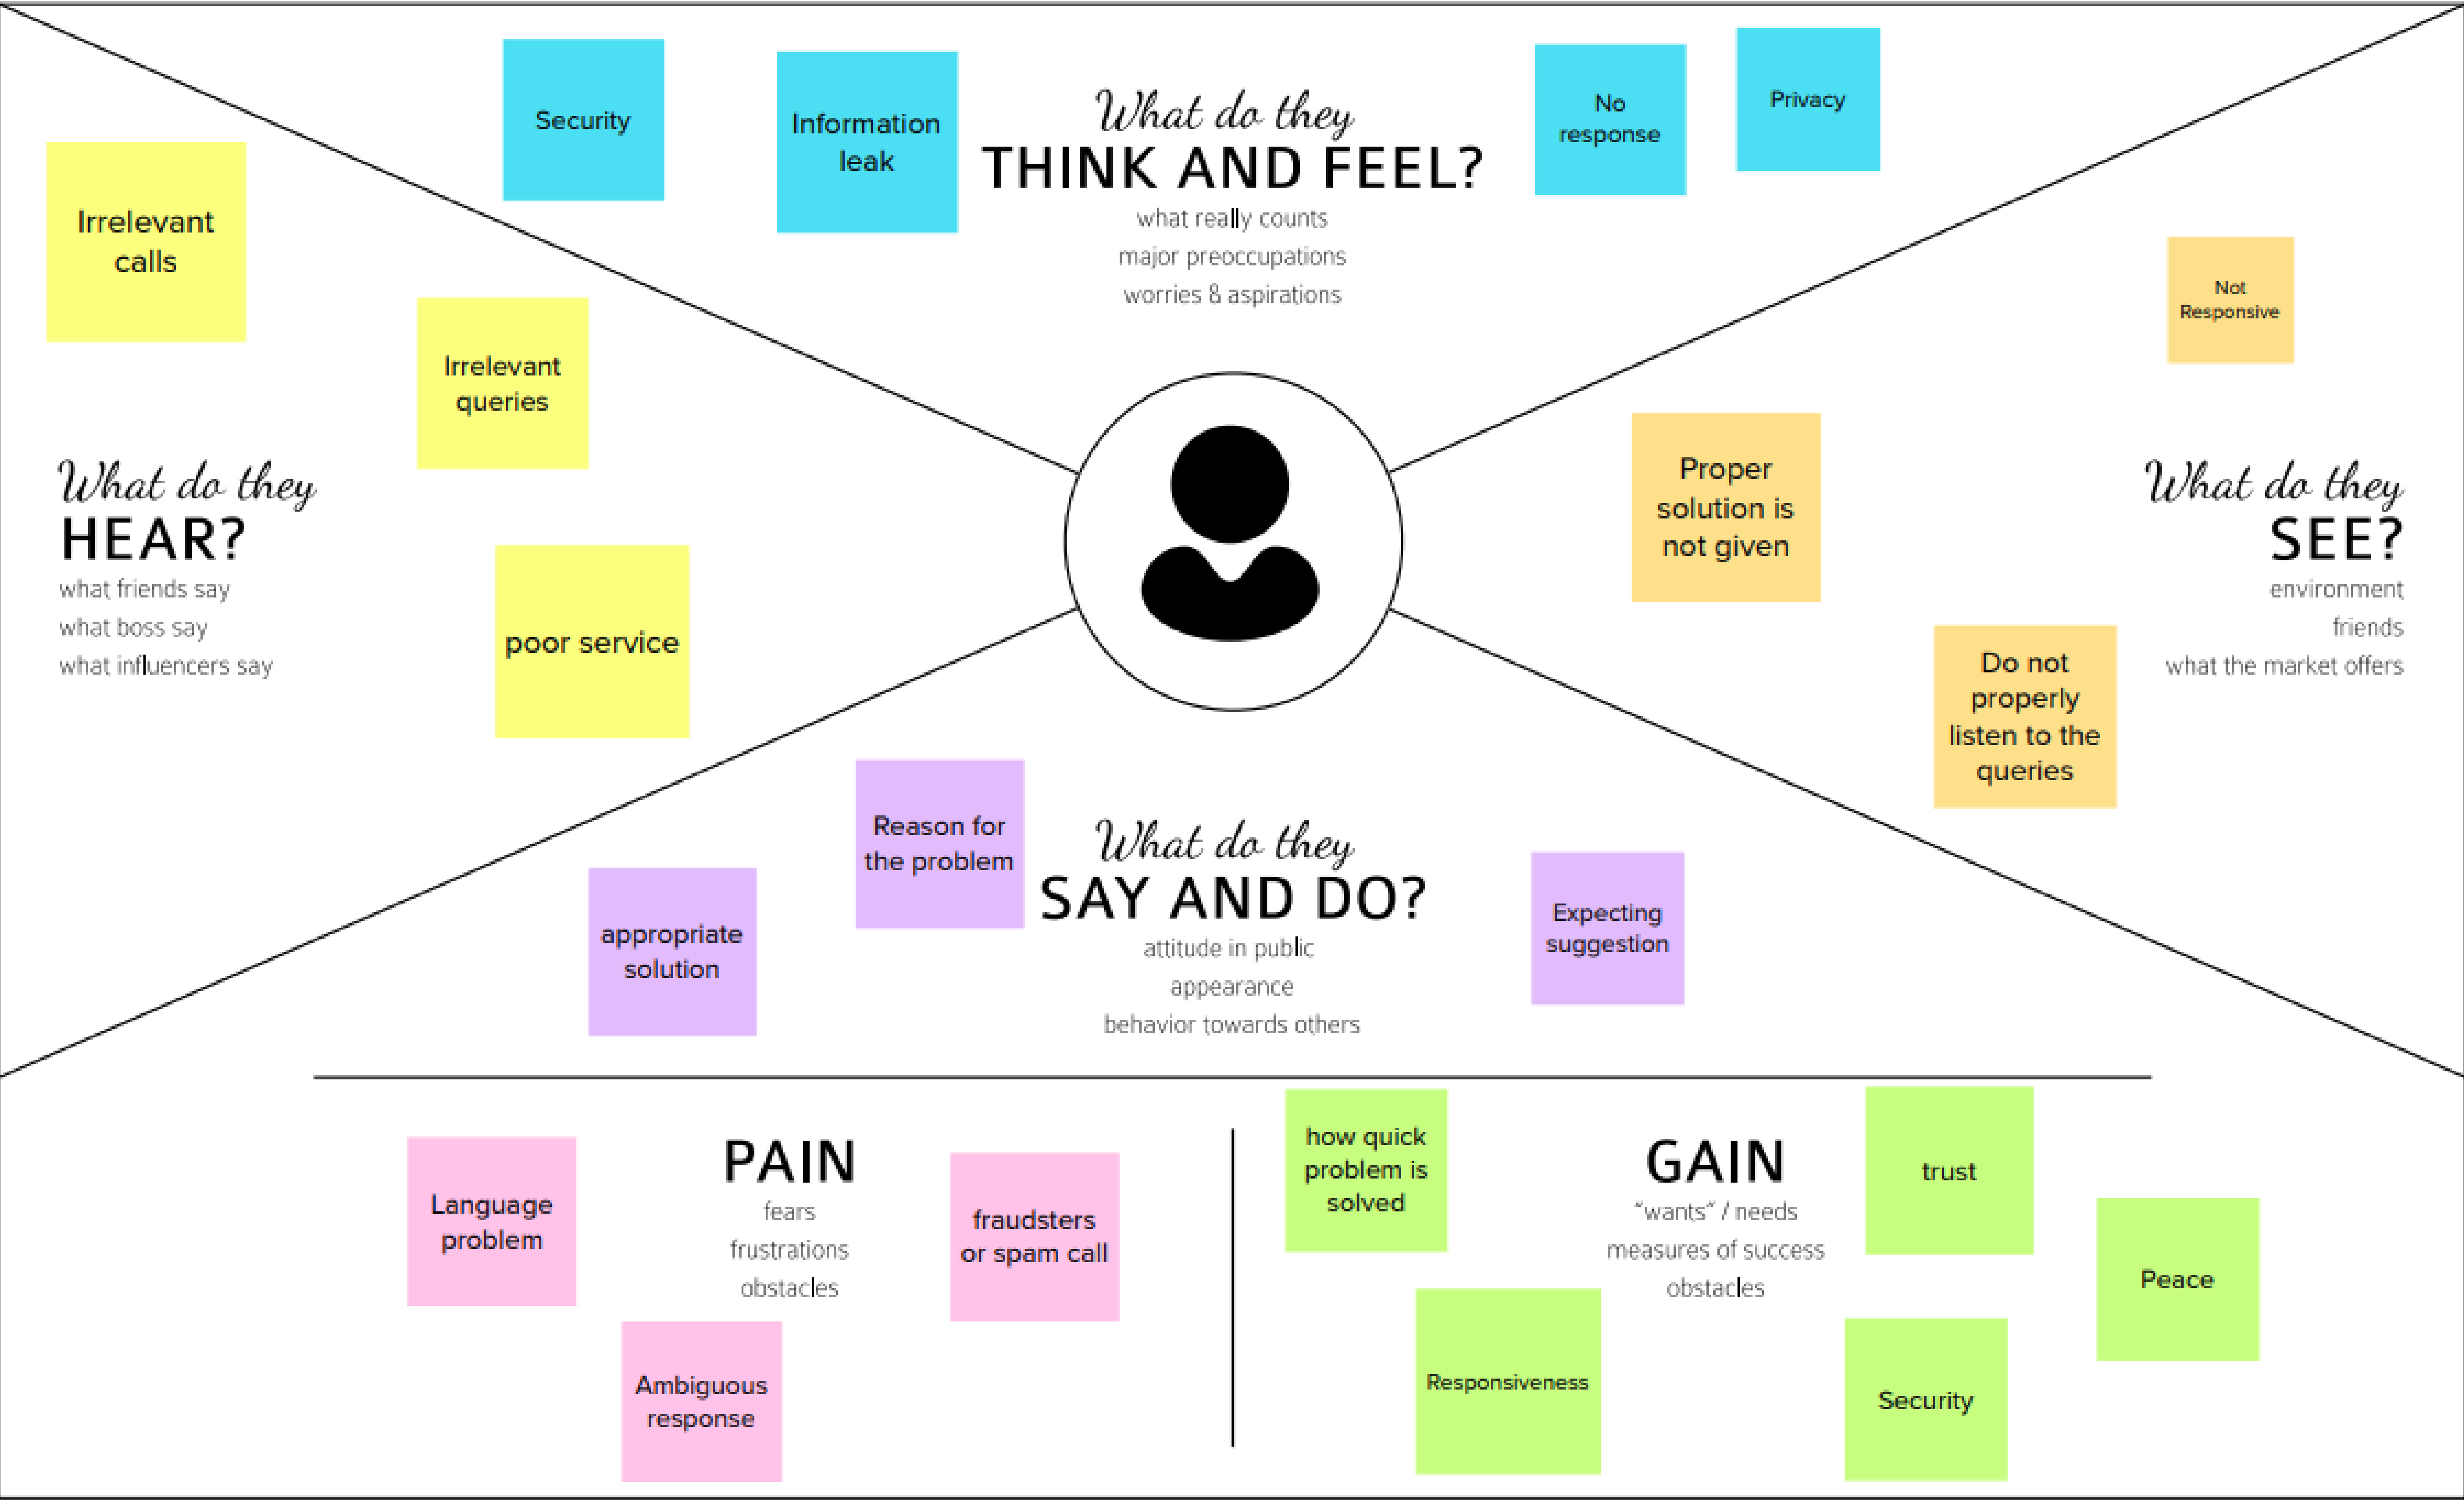 Security
Information
leak
What do they
THINK AND FEEL?
what really counts
major preoccupations
worries & aspirations
No
response
Privacy
Irrelevant
calls
Irrelevant
queries
What do they
HEAR?
what friends say
what boss say
what influencers say
poor service
Not
Responsive
Proper
solution is
not given
What do they
SEE?
environment
friends
what the market offers
Do not
properly
listen to the
queries
appropriate
solution
Reason for
the problem
What do they
SAY AND DO?
attitude in public
appearance
behavior towards others
Expecting
suggestion
Language
problem
PAIN
fears
frustrations
obstacles
fraudsters
or spam call
Ambiguous
response
how quick
problem is
solved
GAIN
“wants” / needs
measures of success
obstacles
trust
Peace
Responsiveness
Security